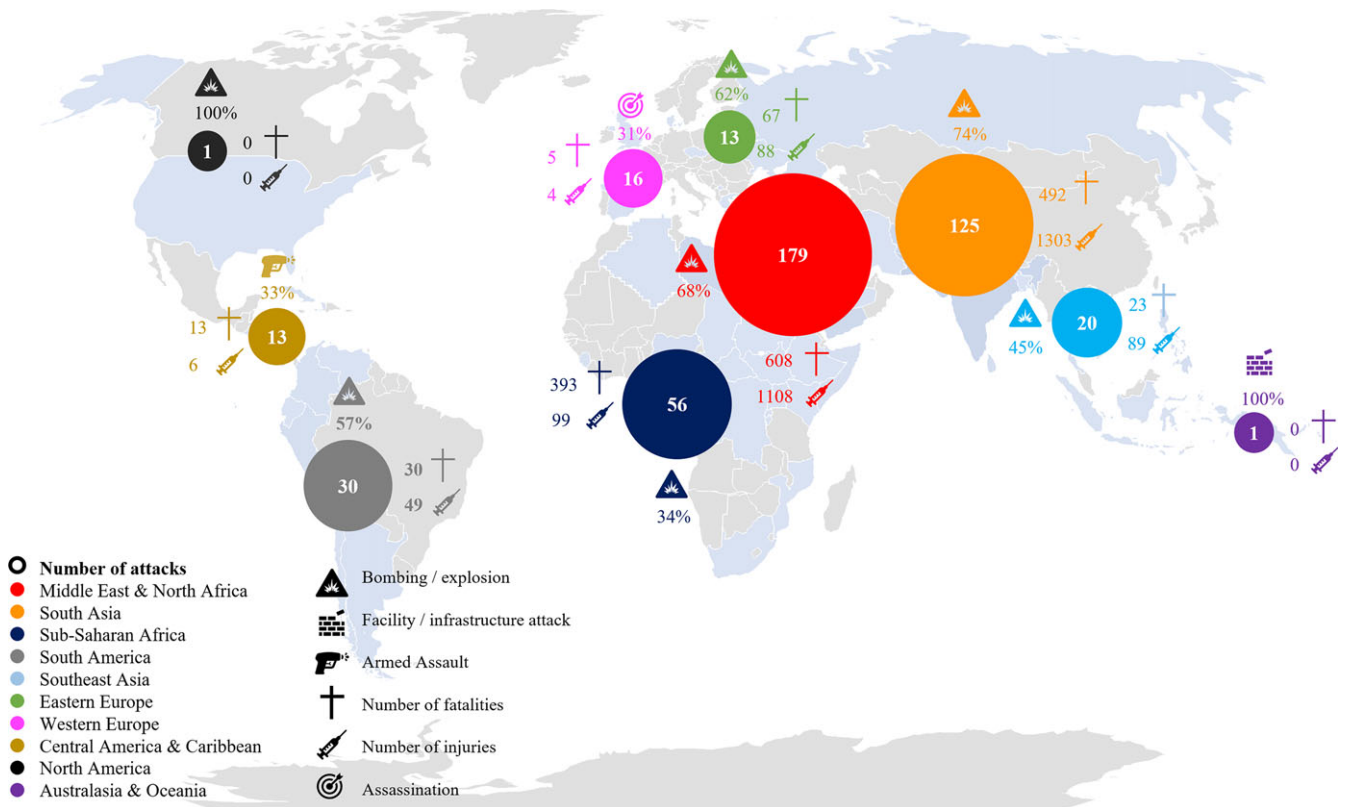 100%
1
0
0
31%
5
4
16
62%
67
88
13
74%
125
492
1303
179
68%
608
1108
33%
13
6
13
45%
20
23
89
393
99
56
34%
57%
30
30
49
100%
1
0
0
Number of attacks
Middle East & North Africa
South Asia
Sub-Saharan Africa
South America
Southeast Asia
Eastern Europe
Western Europe
Central America & Caribbean
North America
Australasia & Oceania
Bombing / explosion
Facility / infrastructure attack
Armed Assault
Number of fatalities
Number of injuries
Assassination